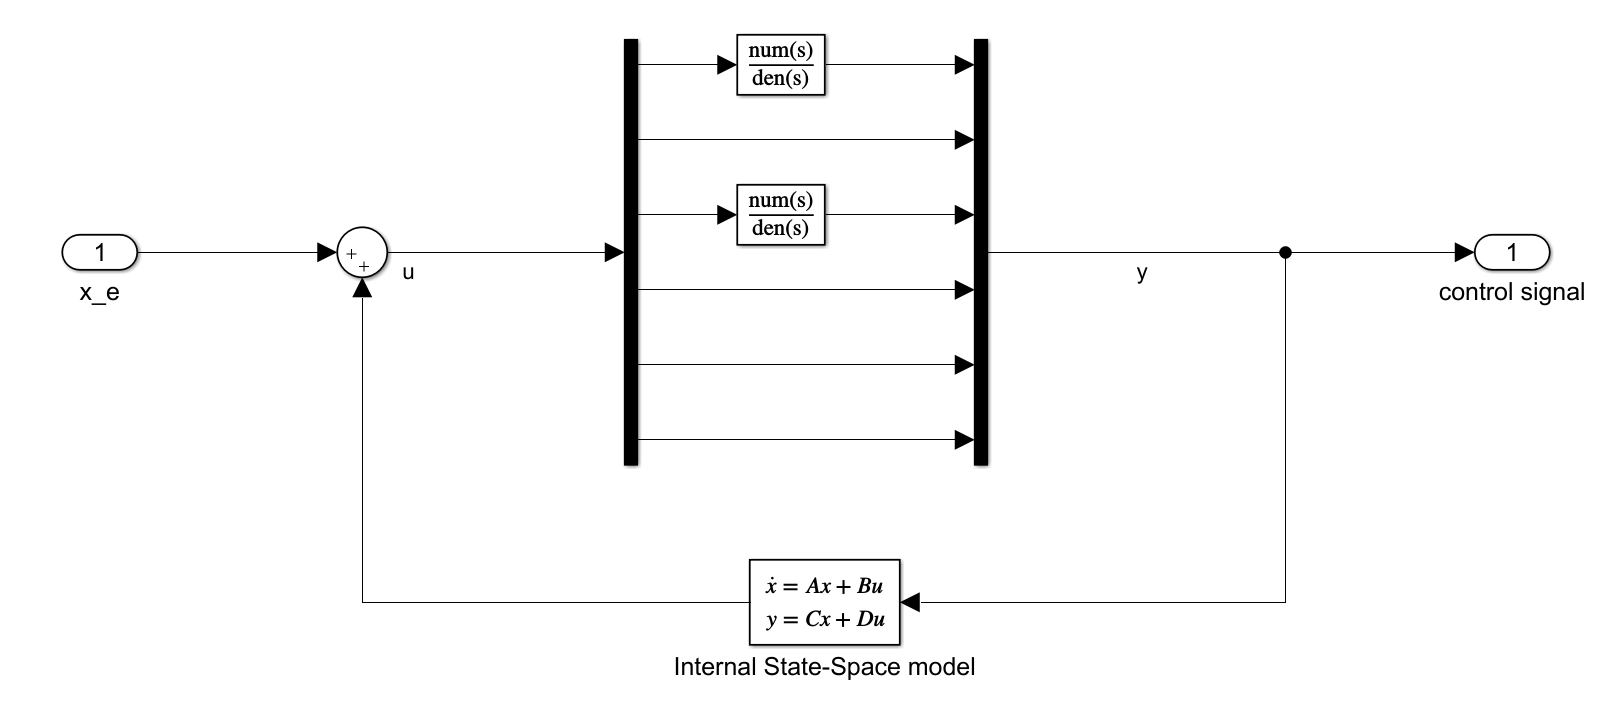 num(s)
den(s)
num(s)
den(s)
1
x_e
+
+
u
y
1
control signal
ẋ = Ax + Bu
y = Cx + Du
Internal State-Space model